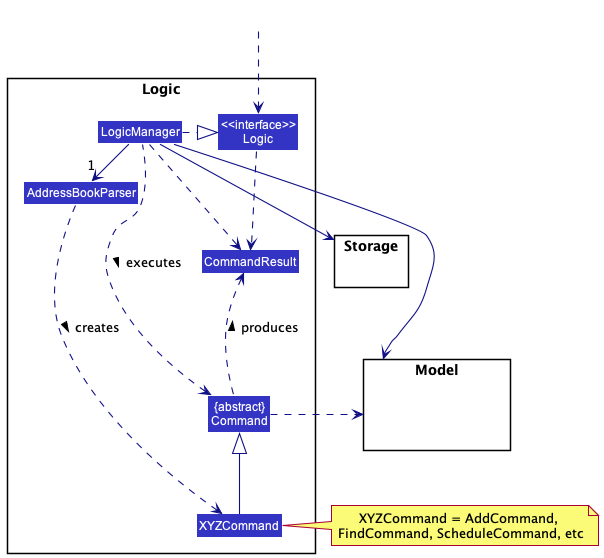 Logic
LogicManager
<<interface>>
Logic
1
AddressBookParser
Storage
executes
CommandResult
creates
produces
Model
{abstract}
Command
XYZCommand
XYZCommand = AddCommand,
FindCommand, ScheduleCommand, etc